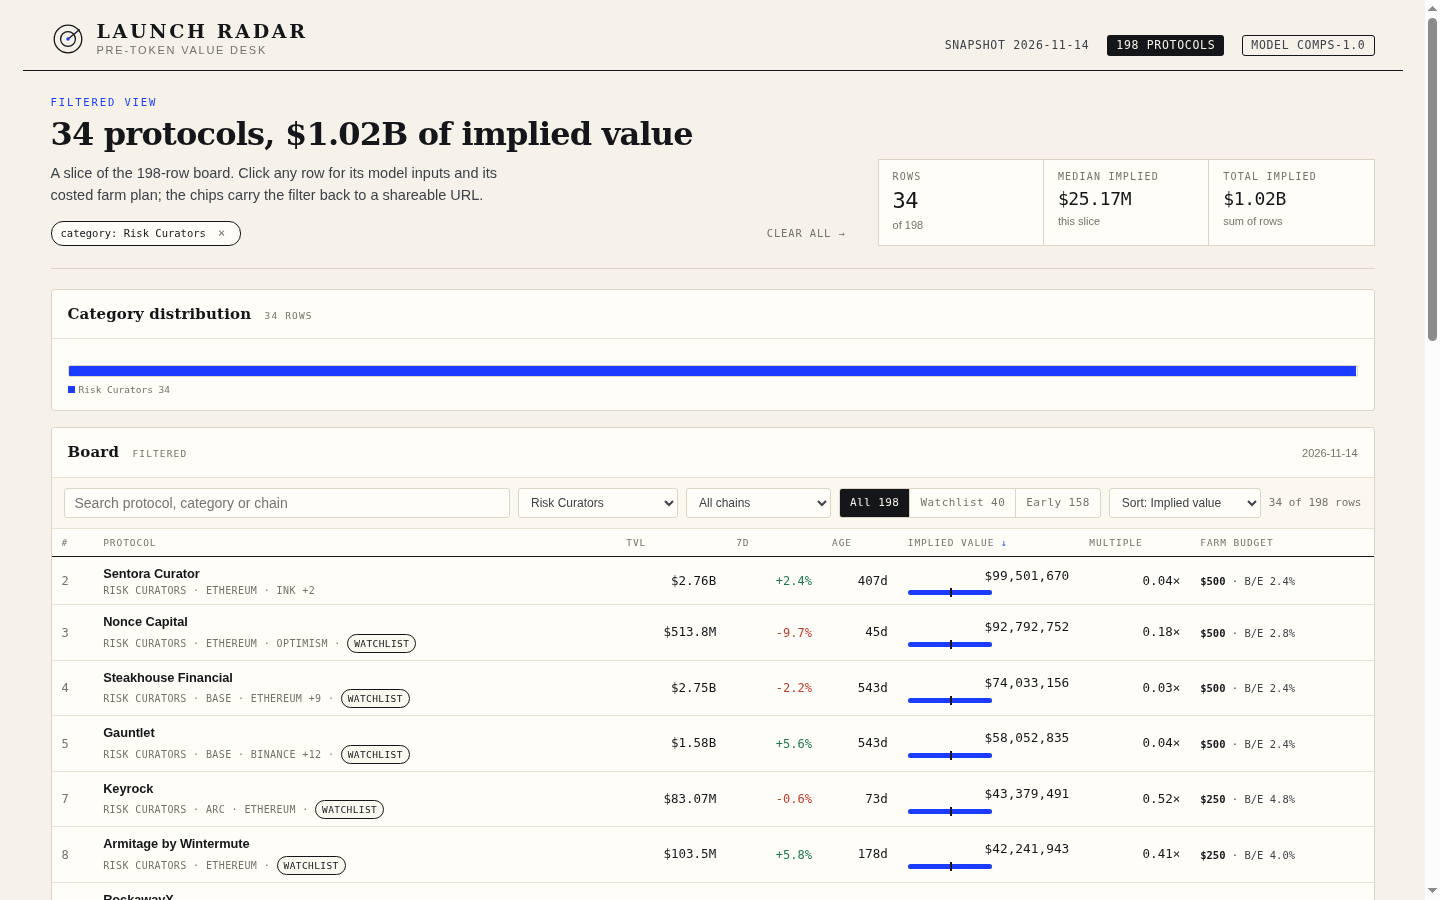 LAUNCH RADAR
PRE-TOKEN VALUE DESK
SNAPSHOT 2026-11-14
198 PROTOCOLS
MODEL COMPS-1.0
FILTERED VIEW
34 protocols, $1.02B of implied value
A slice of the 198-row board. Click any row for its model inputs and its
costed farm plan; the chips carry the filter back to a shareable URL.
category: Risk Curators ×
CLEAR ALL →
ROWS
34
of 198
MEDIAN IMPLIED
$25.17M
this slice
TOTAL IMPLIED
$1.02B
sum of rows
Category distribution 34 ROWS
Risk Curators 34
Board FILTERED
2026-11-14
Search protocol, category or chain
Risk Curators
All chains
All 198
Watchlist 40
Early 158
Sort: Implied value
34 of 198 rows
# PROTOCOL TVL 7D AGE IMPLIED VALUE ↓ MULTIPLE FARM BUDGET
2 Sentora Curator $2.76B +2.4% 407d $99,501,670 0.04× $500 · B/E 2.4%
RISK CURATORS · ETHEREUM · INK +2
3 Nonce Capital $513.8M -9.7% 45d $92,792,752 0.18× $500 · B/E 2.8%
RISK CURATORS · ETHEREUM · OPTIMISM · WATCHLIST
4 Steakhouse Financial $2.75B -2.2% 543d $74,033,156 0.03× $500 · B/E 2.4%
RISK CURATORS · BASE · ETHEREUM +9 · WATCHLIST
5 Gauntlet $1.58B +5.6% 543d $58,052,835 0.04× $500 · B/E 2.4%
RISK CURATORS · BASE · BINANCE +12 · WATCHLIST
7 Keyrock $83.07M -0.6% 73d $43,379,491 0.52× $250 · B/E 4.8%
RISK CURATORS · ARC · ETHEREUM · WATCHLIST
8 Armitage by Wintermute $103.5M +5.8% 178d $42,241,943 0.41× $250 · B/E 4.0%
RISK CURATORS · ETHEREUM · WATCHLIST
RockawayX